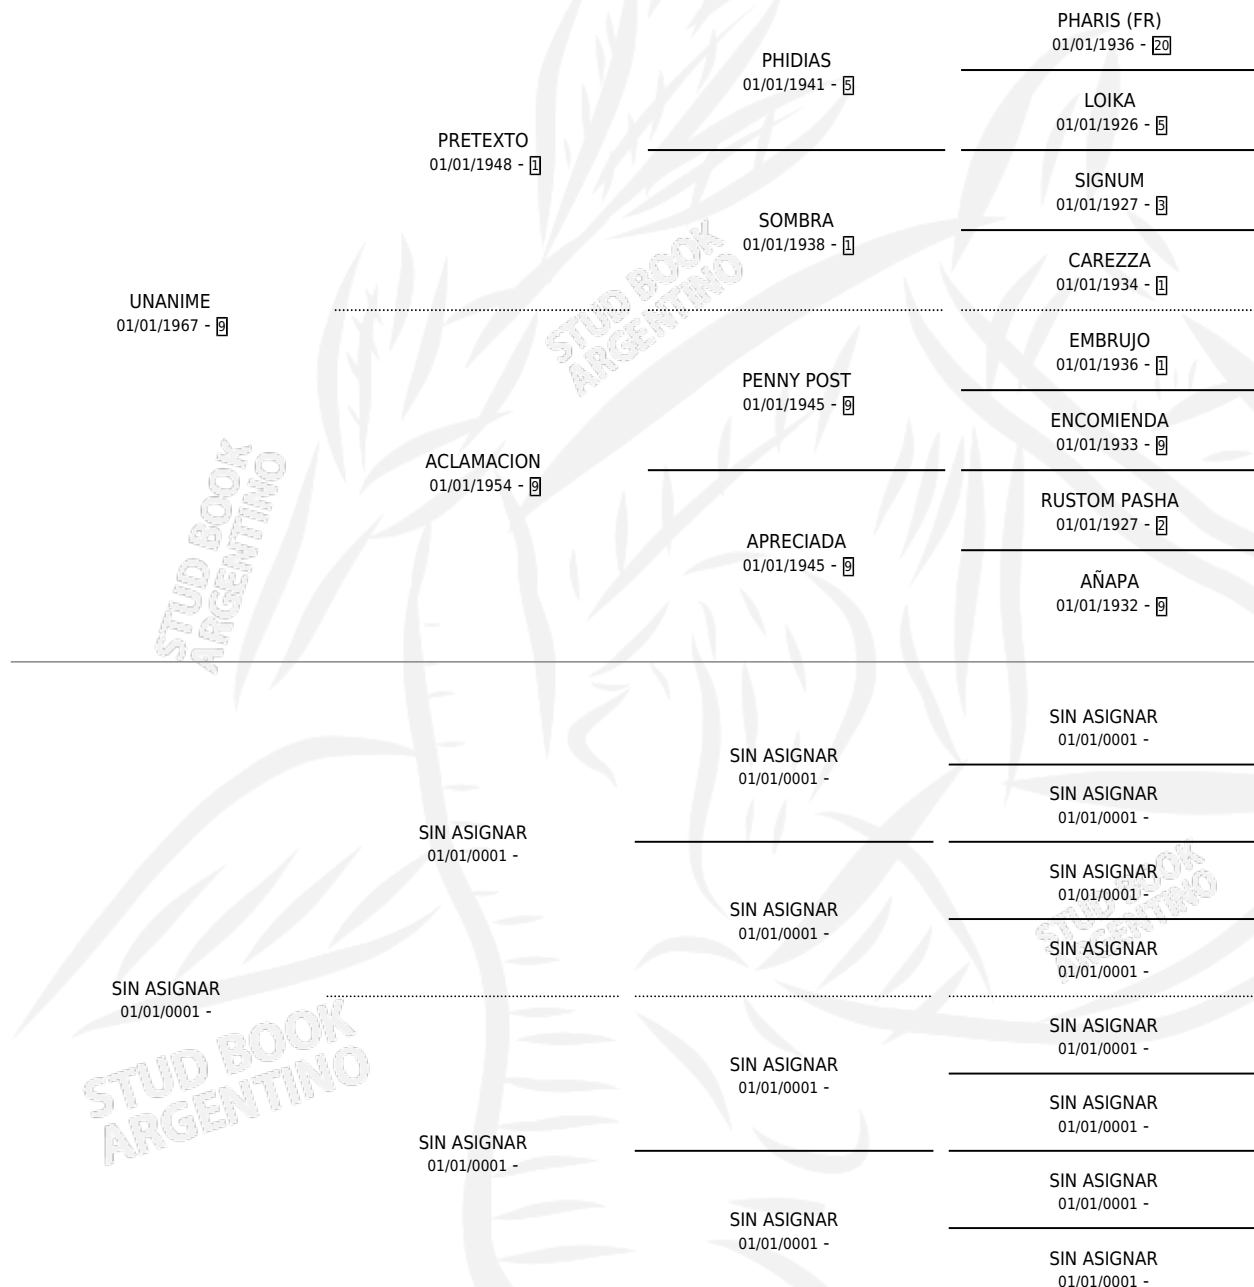 PHARIS (FR)
01/01/1936 - 20
PHIDIAS
01/01/1941 - 5
LOIKA
01/01/1926 - 5
PRETEXTO
01/01/1948 - 1
SIGNUM
01/01/1927 - 3
SOMBRA
01/01/1938 - 1
CAREZZA
01/01/1934 - 1
STUD BOOK
ARGENTINO
UNANIME
01/01/1967 - 9
EMBRUJO
01/01/1936 - 1
PENNY POST
01/01/1945 - 9
ENCOMIENDA
01/01/1933 - 9
ACLAMACION
01/01/1954 - 9
RUSTOM PASHA
01/01/1927 - 2
APRECIADA
01/01/1945 - 9
AÑAPA
01/01/1932 - 9
STUD BOOK
ARGENTINO
SIN ASIGNAR
01/01/0001 -
SIN ASIGNAR
01/01/0001 -
SIN ASIGNAR
01/01/0001 -
SIN ASIGNAR
01/01/0001 -
SIN ASIGNAR
01/01/0001 -
SIN ASIGNAR
01/01/0001 -
SIN ASIGNAR
01/01/0001 -
STUD BOOK
ARGENTINO
SIN ASIGNAR
01/01/0001 -
SIN ASIGNAR
01/01/0001 -
SIN ASIGNAR
01/01/0001 -
SIN ASIGNAR
01/01/0001 -
SIN ASIGNAR
01/01/0001 -
SIN ASIGNAR
01/01/0001 -
SIN ASIGNAR
01/01/0001 -
SIN ASIGNAR
01/01/0001 -
STUD BOOK
ARGENTINO